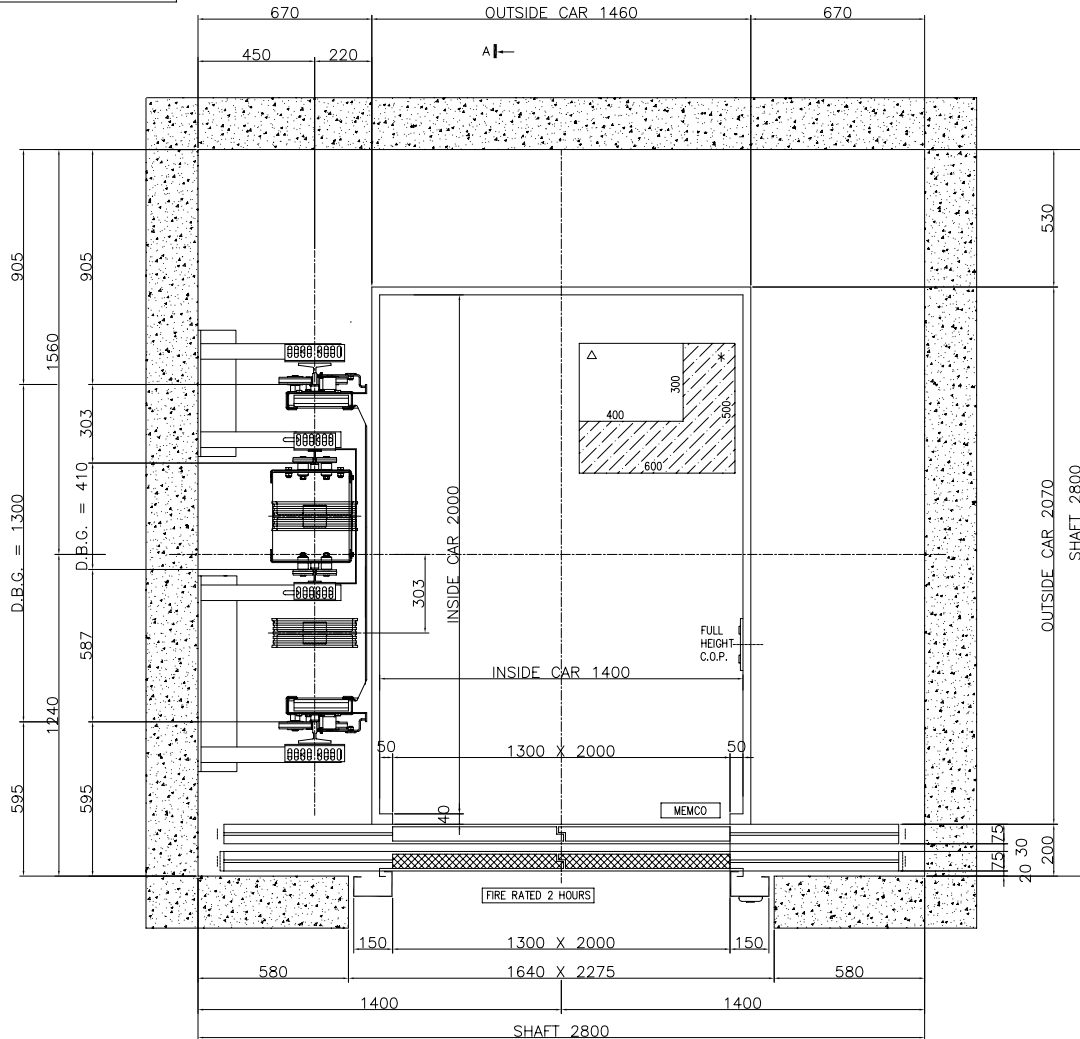 670
OUTSIDE CAR 1460
670
450
220
A
905
905
530
1560
303
D.B.G. = 1300
D.B.G. = 410
△
*
300
400
500
600
INSIDE CAR 2000
SHAFT 2800
OUTSIDE CAR 2070
303
587
FULL
HEIGHT
C.O.P.
INSIDE CAR 1400
1240
50
1300 X 2000
50
595
595
40
MEMCO
75
75
30
20
200
FIRE RATED 2 HOURS
150
1300 X 2000
150
580
1640 X 2275
580
1400
1400
SHAFT 2800